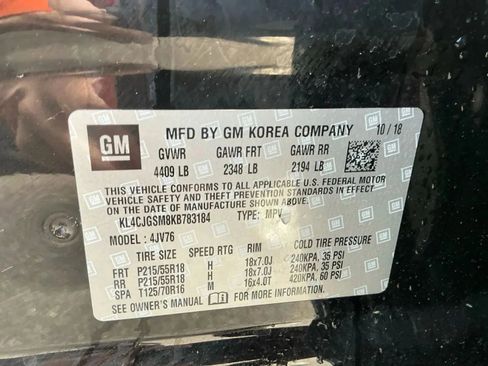 GM MFD BY GM KOREA COMPANY 10/18
GVWR GAWR FRT GAWR RR
4409 LB 2348 LB 2194 LB
THIS VEHICLE CONFORMS TO ALL APPLICABLE U.S. FEDERAL MOTOR
VEHICLE SAFETY, BUMPER, AND THEFT PREVENTION STANDARDS IN
EFFECT ON THE DATE OF MANUFACTURE SHOWN ABOVE.
KL4CJGSM8KB783184 TYPE: MPV
MODEL: 4JV76
TIRE SIZE SPEED RTG RIM COLD TIRE PRESSURE
FRT P215/55R18 H 18x7.0J 240KPA, 35 PSI
RR P215/55R18 H 18x7.0J 240KPA, 35 PSI
SPA T125/70R16 M 16x4.0T 420KPA, 60 PSI
SEE OWNER'S MANUAL FOR MORE INFORMATION.